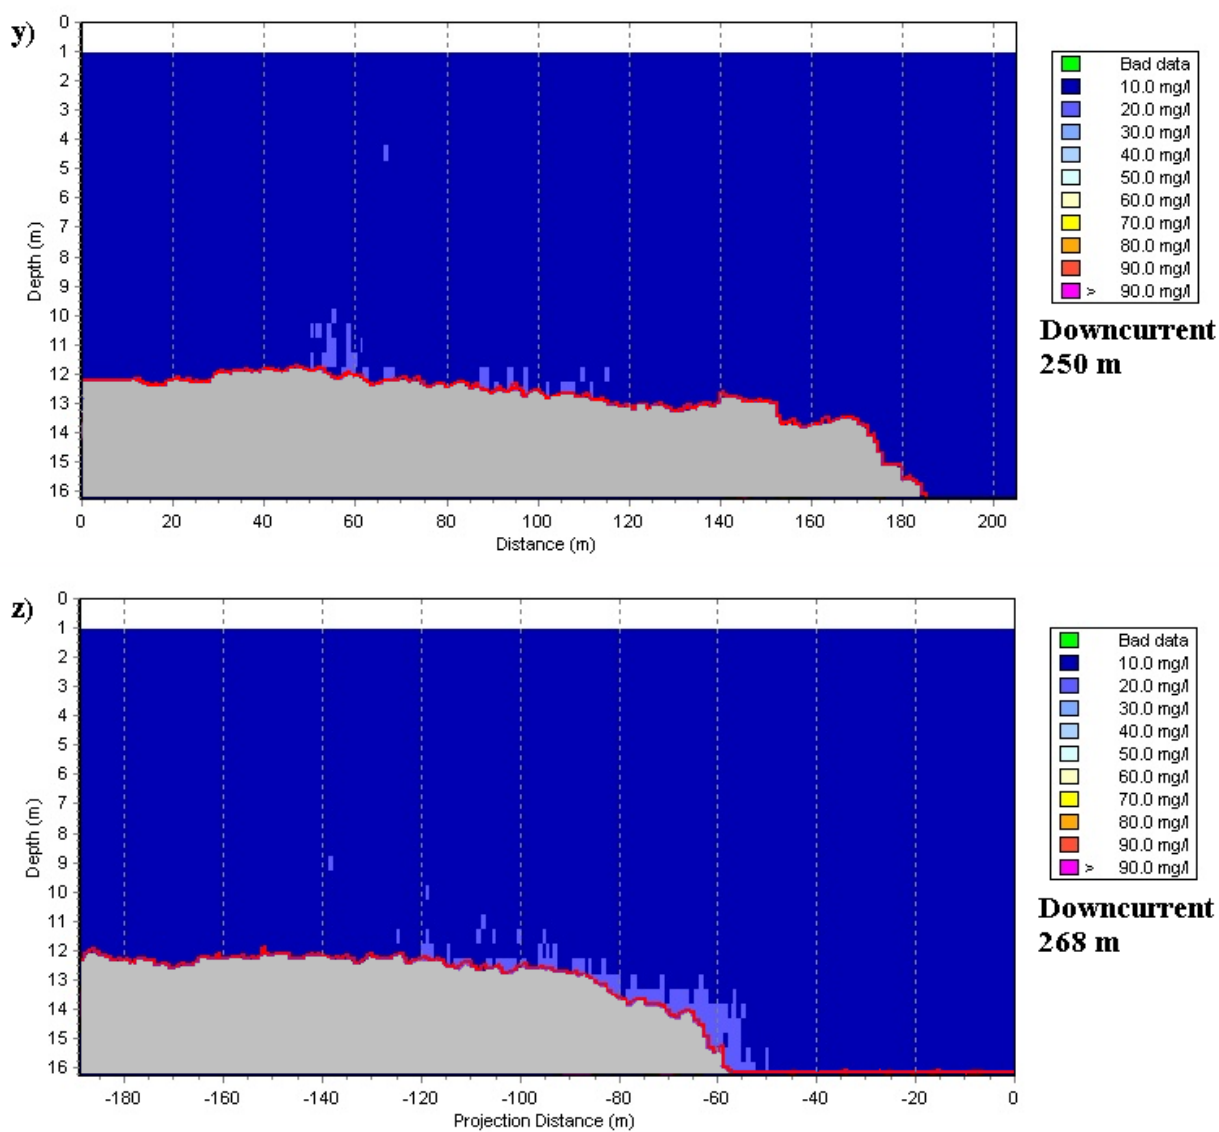 y)
0
1
2
3
4
5
6
7
8
9
10
11
12
13
14
15
16
Depth (m)
0 20 40 60 80 100 120 140 160 180 200
Distance (m)
Bad data
10.0 mg/l
20.0 mg/l
30.0 mg/l
40.0 mg/l
50.0 mg/l
60.0 mg/l
70.0 mg/l
80.0 mg/l
90.0 mg/l
> 90.0 mg/l
Downcurrent
250 m
z)
0
1
2
3
4
5
6
7
8
9
10
11
12
13
14
15
16
Depth (m)
-180 -160 -140 -120 -100 -80 -60 -40 -20 0
Projection Distance (m)
Bad data
10.0 mg/l
20.0 mg/l
30.0 mg/l
40.0 mg/l
50.0 mg/l
60.0 mg/l
70.0 mg/l
80.0 mg/l
90.0 mg/l
> 90.0 mg/l
Downcurrent
268 m